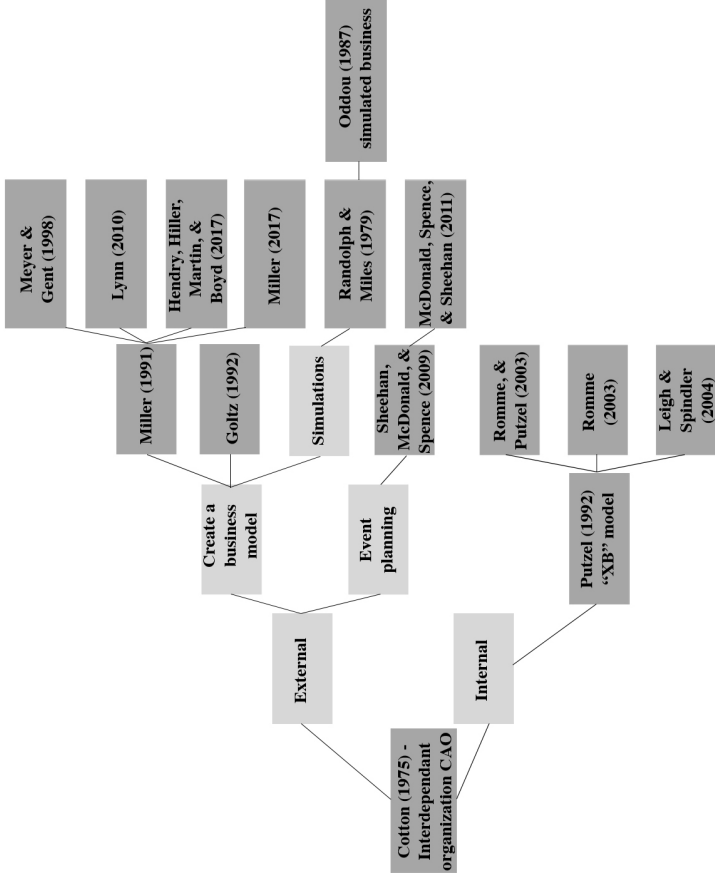 Cotton (1975) -
Interdependant
organization CAO
External
Internal
Create a
business
model
Event
planning
Putzel (1992)
“XB” model
Miller (1991)
Goltz (1992)
Simulations
Sheehan,
McDonald, &
Spence (2009)
Romme, &
Putzel (2003)
Romme
(2003)
Leigh &
Spindler
(2004)
Meyer &
Gent (1998)
Lynn (2010)
Hendry, Hiller,
Martin, &
Boyd (2017)
Miller (2017)
Randolph &
Miles (1979)
McDonald, Spence,
& Sheehan (2011)
Oddou (1987)
simulated business